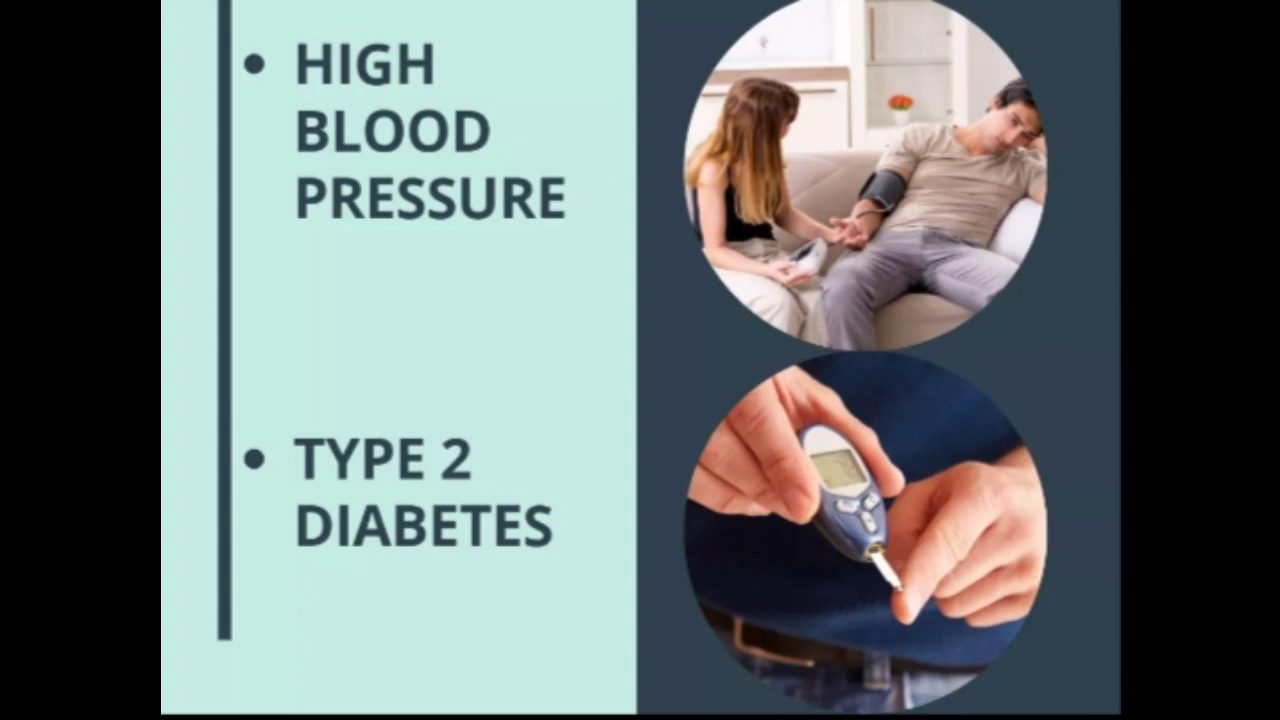 • HIGH
BLOOD
PRESSURE
• TYPE 2
DIABETES